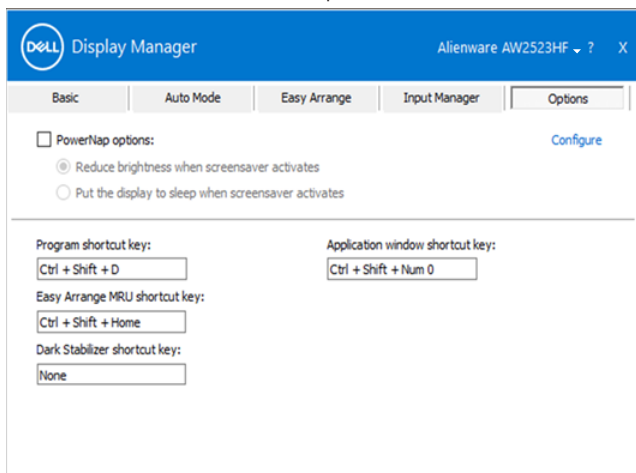 DELL Display Manager Alienware AW2523HF ? X
Basic Auto Mode Easy Arrange Input Manager Options
PowerNap options: Configure
Reduce brightness when screensaver activates
Put the display to sleep when screensaver activates
Program shortcut key: Application window shortcut key:
Ctrl + Shift + D Ctrl + Shift + Num 0
Easy Arrange MRU shortcut key:
Ctrl + Shift + Home
Dark Stabilizer shortcut key:
None